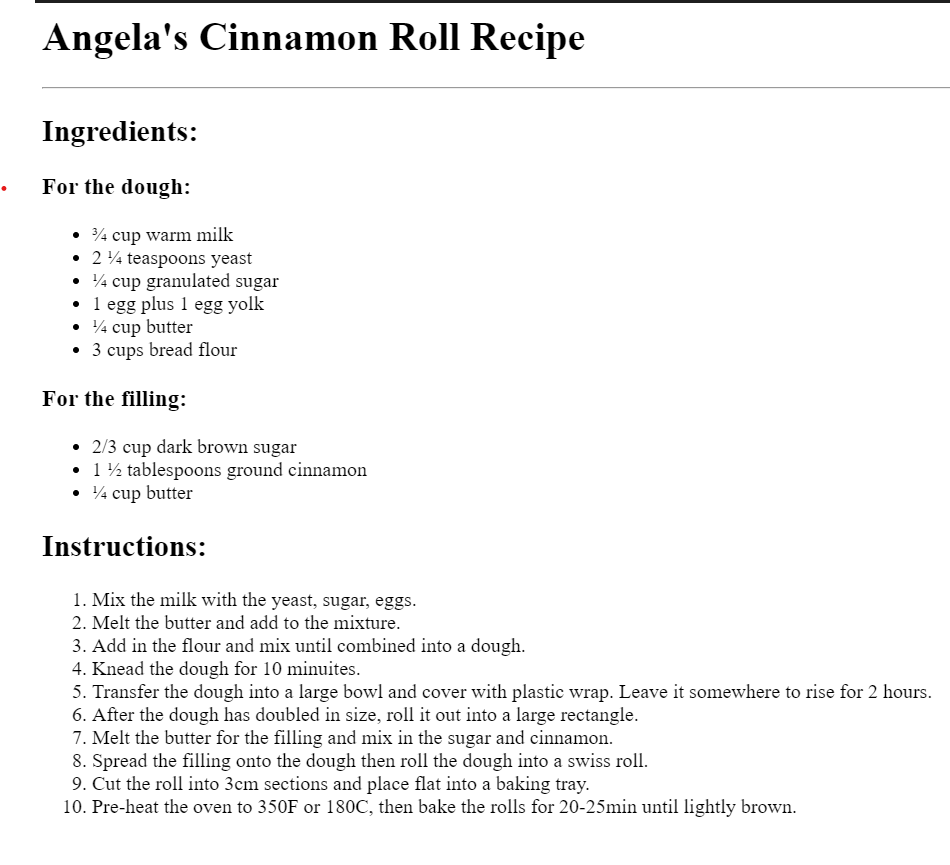 Angela's Cinnamon Roll Recipe
Ingredients:
For the dough:
• ¾ cup warm milk
• 2 ¼ teaspoons yeast
• ¼ cup granulated sugar
• 1 egg plus 1 egg yolk
• ¼ cup butter
• 3 cups bread flour
For the filling:
• 2/3 cup dark brown sugar
• 1 ½ tablespoons ground cinnamon
• ¼ cup butter
Instructions:
1. Mix the milk with the yeast, sugar, eggs.
2. Melt the butter and add to the mixture.
3. Add in the flour and mix until combined into a dough.
4. Knead the dough for 10 minuites.
5. Transfer the dough into a large bowl and cover with plastic wrap. Leave it somewhere to rise for 2 hours.
6. After the dough has doubled in size, roll it out into a large rectangle.
7. Melt the butter for the filling and mix in the sugar and cinnamon.
8. Spread the filling onto the dough then roll the dough into a swiss roll.
9. Cut the roll into 3cm sections and place flat into a baking tray.
10. Pre-heat the oven to 350F or 180C, then bake the rolls for 20-25min until lightly brown.